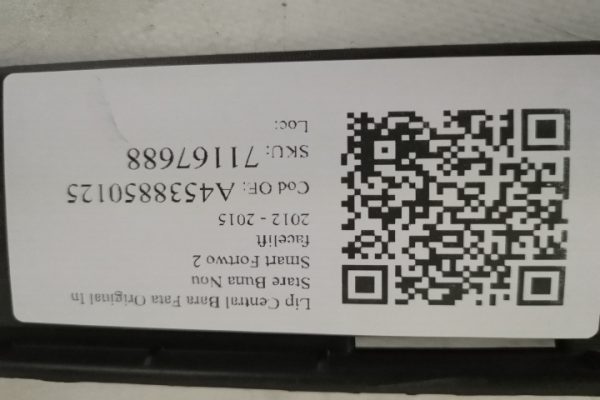 Lip Central Bara Fata Original In
Stare Buna Nou
Smart Fortwo 2
facelift
2012 - 2015
Cod OE: A4538850125
SKU: 71167688
Loc: